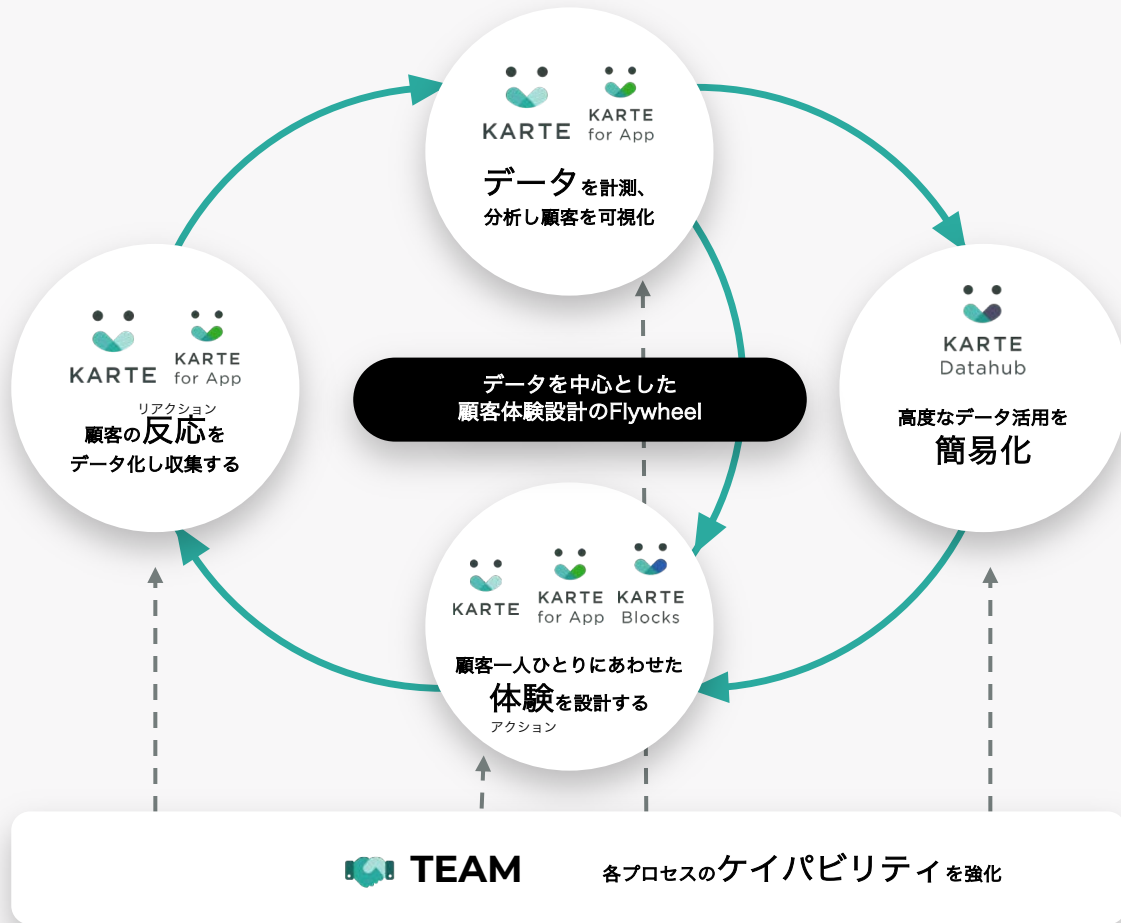 KARTE
KARTE
for App
データを計測、
分析し顧客を可視化
KARTE
KARTE
for App
リアクション
顧客の反応を
データ化し収集する
データを中心とした
顧客体験設計のFlywheel
KARTE
Datahub
高度なデータ活用を
簡易化
KARTE
KARTE
for App
KARTE
Blocks
顧客一人ひとりにあわせた
体験を設計する
アクション
TEAM
各プロセスのケイパビリティを強化